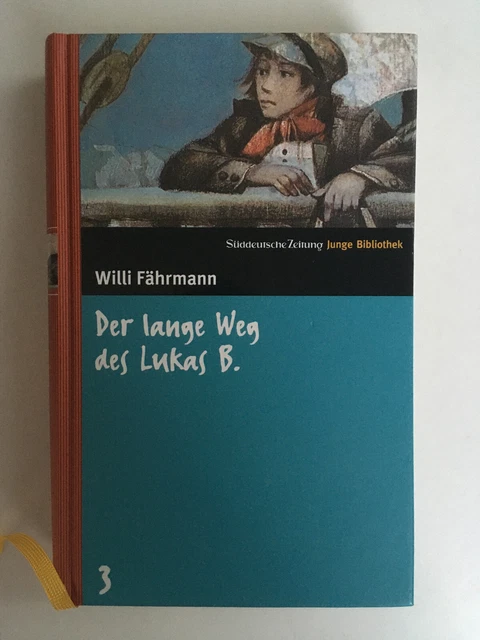 Süddeutsche Zeitung Junge Bibliothek
Willi Fährmann
Der lange Weg
des Lukas B.
3